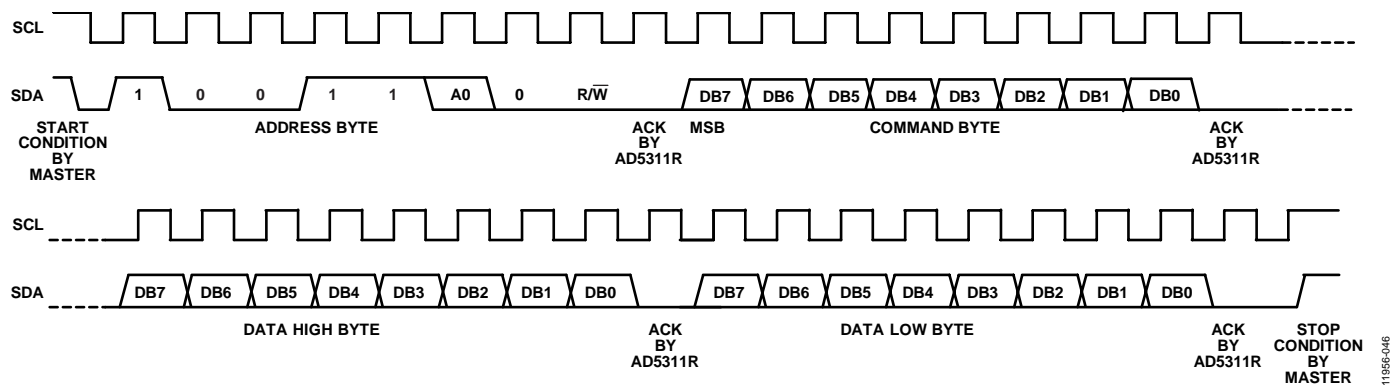 SCL
SDA 1 0 0 1 1 A0 0 R/W̅ DB7 DB6 DB5 DB4 DB3 DB2 DB1 DB0
START CONDITION BY MASTER
ADDRESS BYTE
ACK BY AD5311R
MSB
COMMAND BYTE
ACK BY AD5311R
SCL
SDA DB7 DB6 DB5 DB4 DB3 DB2 DB1 DB0 DB7 DB6 DB5 DB4 DB3 DB2 DB1 DB0
DATA HIGH BYTE
ACK BY AD5311R
DATA LOW BYTE
ACK BY AD5311R
STOP CONDITION BY MASTER
11956-046